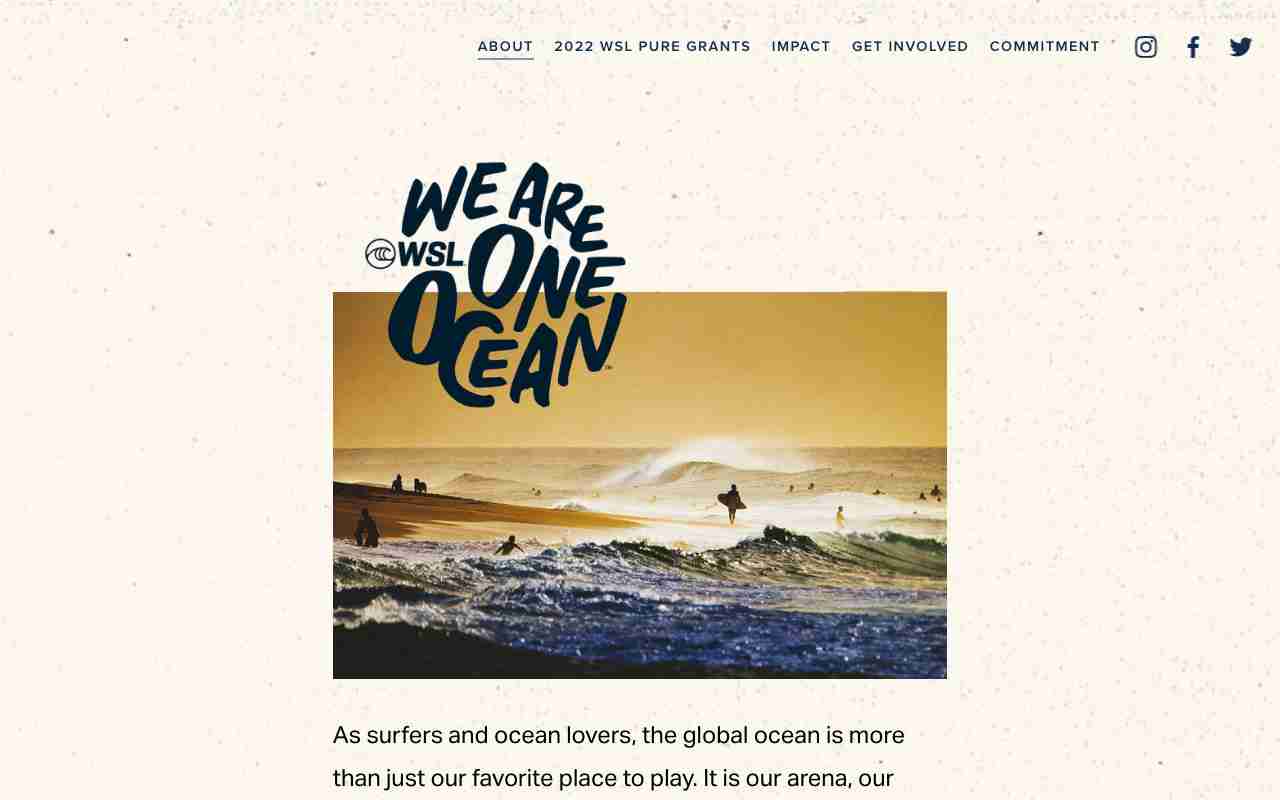 ABOUT 2022 WSL PURE GRANTS IMPACT GET INVOLVED COMMITMENT
WE ARE
WSL ONE
OCEAN™
As surfers and ocean lovers, the global ocean is more
than just our favorite place to play. It is our arena, our